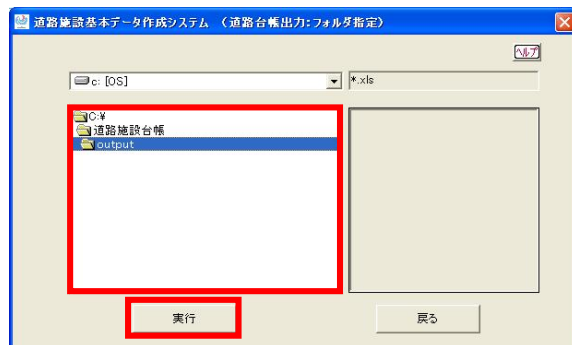 道路施設基本データ作成システム （道路台帳出力：フォルダ指定）
ヘルプ
c: [OS]
*.xls
C:¥
道路施設台帳
output
実行
戻る